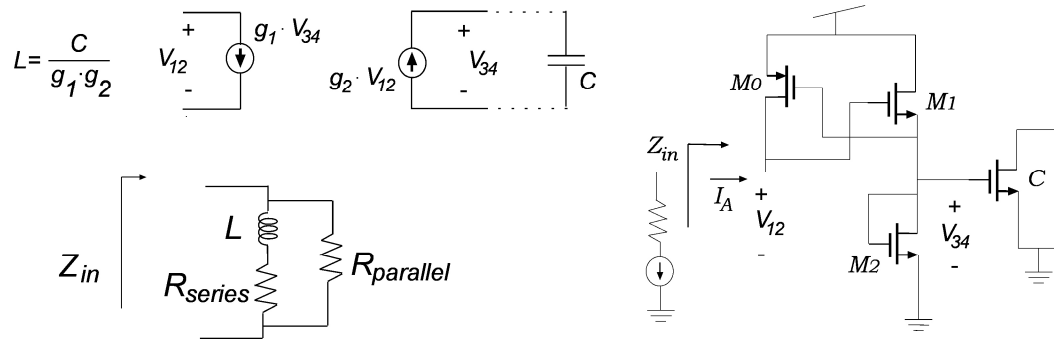 L= C / g1·g2
+
V12
-
g1· V34
g2· V12
+
V34
-
C
Zin
L
Rseries
Rparallel
M0
M1
Zin
IA
+
V12
-
M2
+
V34
-
C